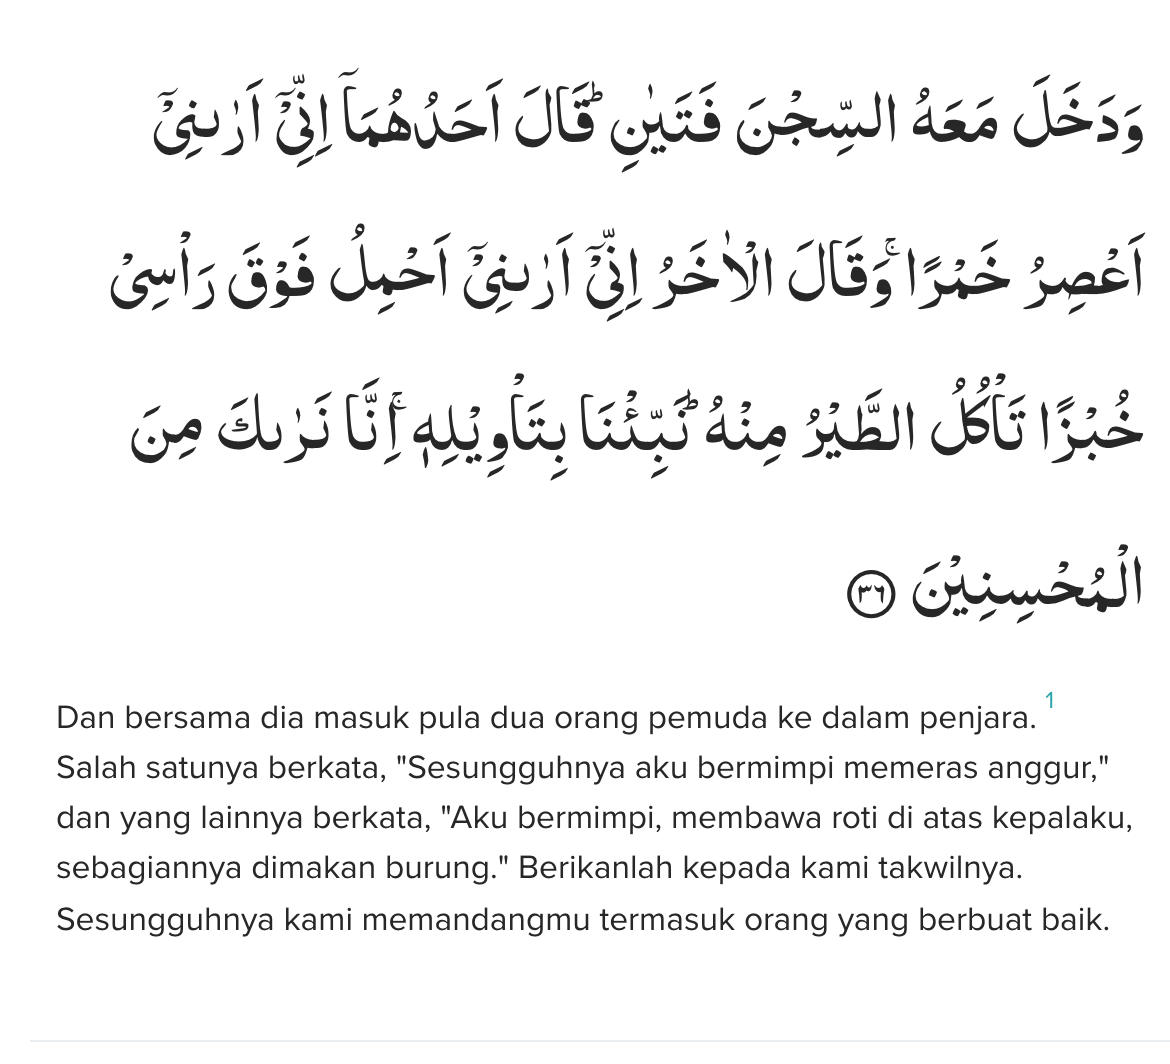 وَدَخَلَ مَعَهُ السِّجْنَ فَتَيٰنِ ۗقَالَ اَحَدُهُمَآ اِنِّيْٓ اَرٰىنِيْٓ
اَعْصِرُ خَمْرًا ۚوَقَالَ الْاٰخَرُ اِنِّيْٓ اَرٰىنِيْٓ اَحْمِلُ فَوْقَ رَأْسِيْ
خُبْزًا تَأْكُلُ الطَّيْرُ مِنْهُ ۗنَبِّئْنَا بِتَأْوِيْلِهٖ ۚاِنَّا نَرٰىكَ مِنَ
الْمُحْسِنِيْنَ ٣٦
Dan bersama dia masuk pula dua orang pemuda ke dalam penjara. 1
Salah satunya berkata, "Sesungguhnya aku bermimpi memeras anggur,"
dan yang lainnya berkata, "Aku bermimpi, membawa roti di atas kepalaku,
sebagiannya dimakan burung." Berikanlah kepada kami takwilnya.
Sesungguhnya kami memandangmu termasuk orang yang berbuat baik.